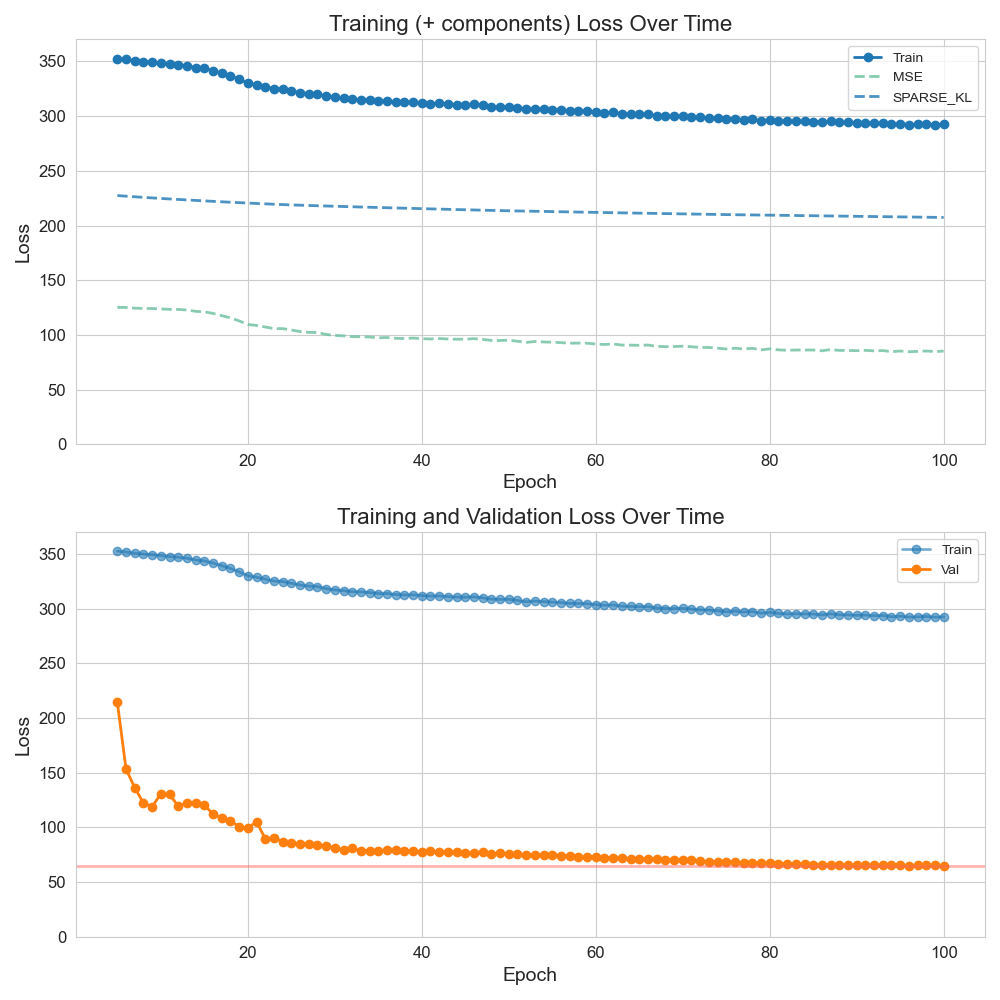 Training (+ components) Loss Over Time
350
300
250
200
150
100
50
0
Loss
Train
MSE
SPARSE_KL
20 40 60 80 100
Epoch
Training and Validation Loss Over Time
350
300
250
200
150
100
50
0
Loss
Train
Val
20 40 60 80 100
Epoch